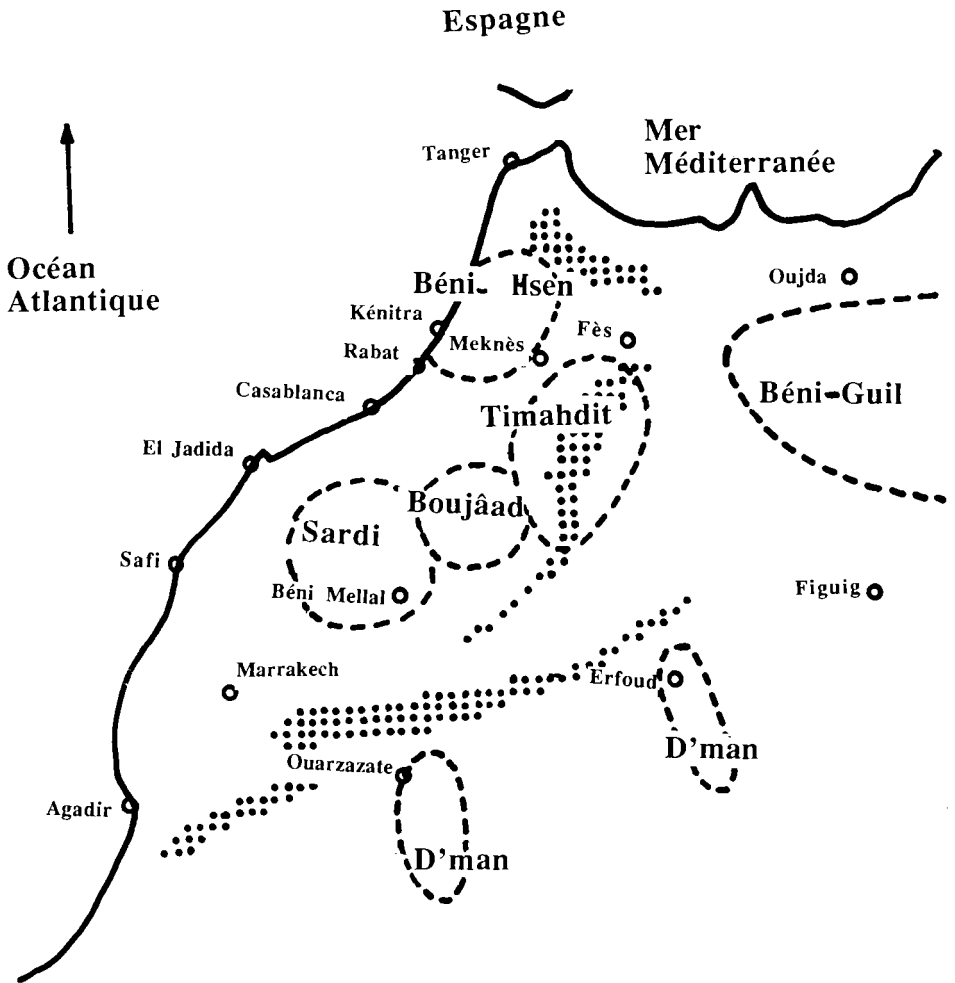 Espagne
Mer
Méditerranée
Tanger
Océan
Atlantique
Oujda
Béni- Hsen
Kénitra
Fès
Rabat
Meknès
Casablanca
Béni-Guil
Timahdit
El Jadida
Boujâad
Sardi
Safi
Béni Mellal
Figuig
Marrakech
Erfoud
D'man
Ouarzazate
Agadir
D'man